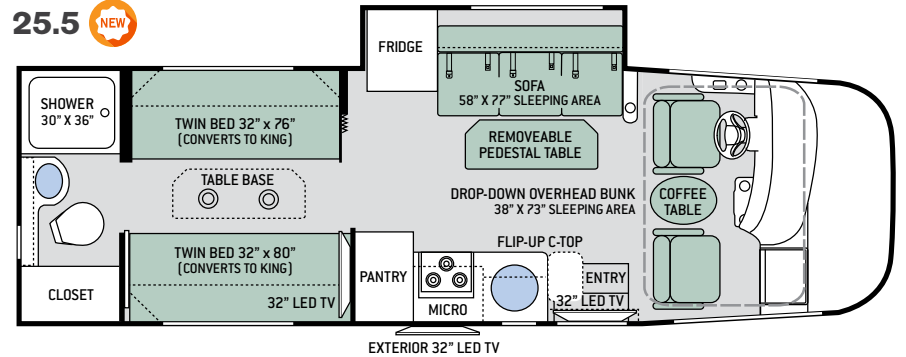 25.5 NEW
FRIDGE
SHOWER
30" X 36"
SOFA
58" X 77" SLEEPING AREA
TWIN BED 32" x 76"
(CONVERTS TO KING)
REMOVEABLE
PEDESTAL TABLE
TABLE BASE
DROP-DOWN OVERHEAD BUNK
38" X 73" SLEEPING AREA
COFFEE
TABLE
TWIN BED 32" x 80"
(CONVERTS TO KING)
FLIP-UP C-TOP
PANTRY
ENTRY
CLOSET
32" LED TV
MICRO
32" LED TV
EXTERIOR 32" LED TV